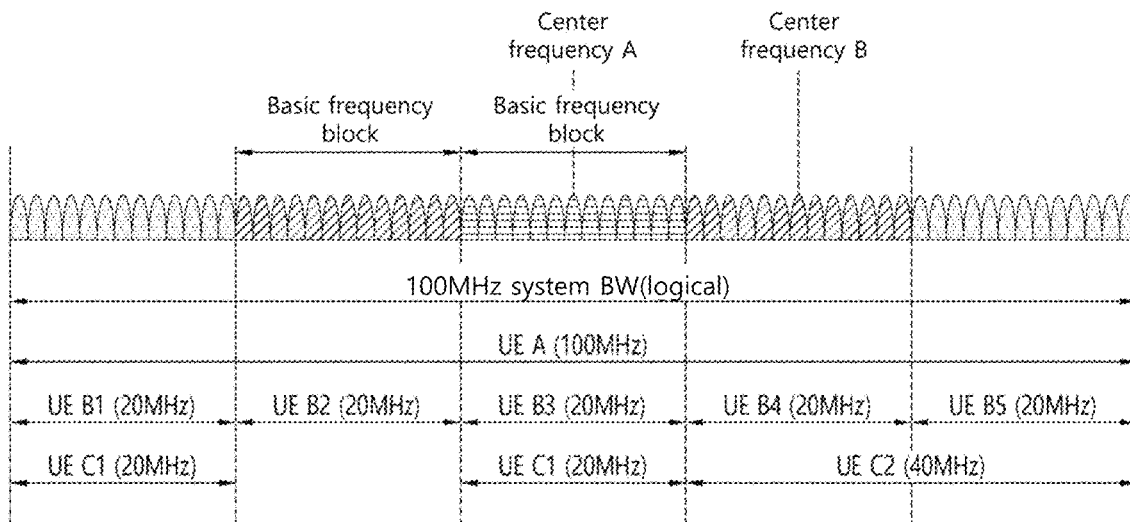 Center
frequency A
Center
frequency B
Basic frequency
block
Basic frequency
block
100MHz system BW(logical)
UE A (100MHz)
UE B1 (20MHz)
UE B2 (20MHz)
UE B3 (20MHz)
UE B4 (20MHz)
UE B5 (20MHz)
UE C1 (20MHz)
UE C1 (20MHz)
UE C2 (40MHz)